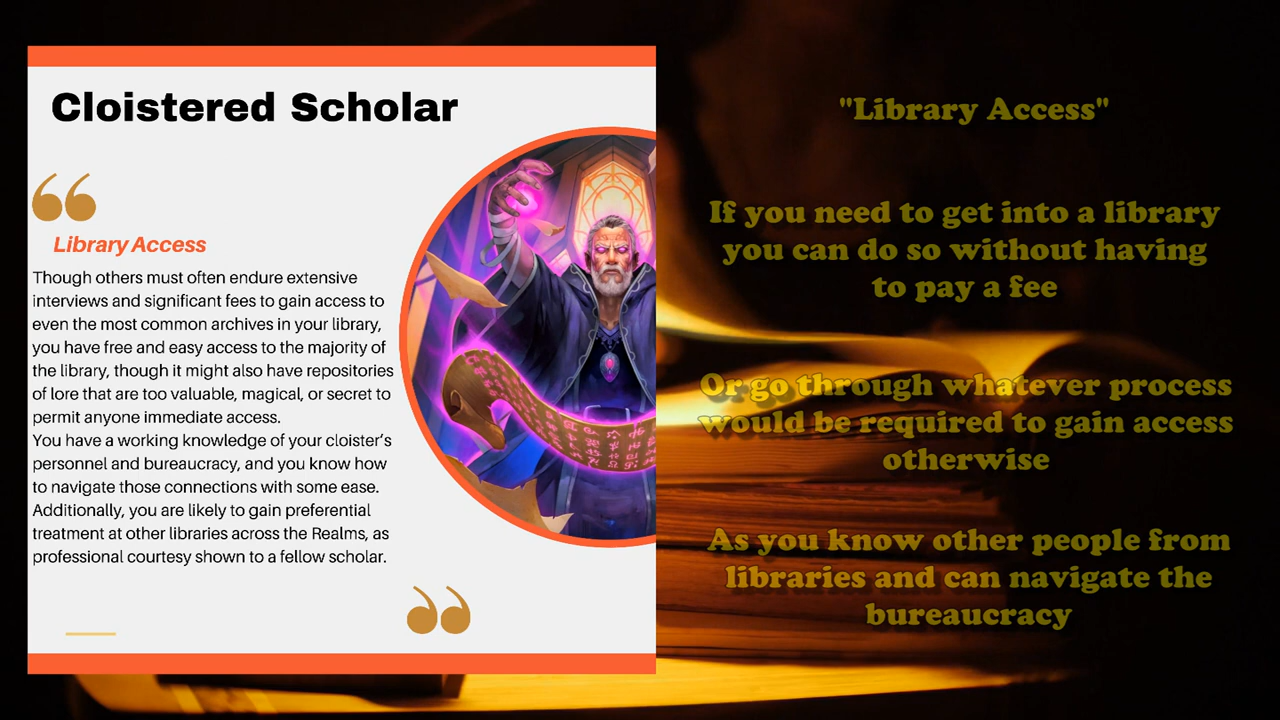 Cloistered Scholar
Library Access
Though others must often endure extensive
interviews and significant fees to gain access to
even the most common archives in your library,
you have free and easy access to the majority of
the library, though it might also have repositories
of lore that are too valuable, magical, or secret to
permit anyone immediate access.
You have a working knowledge of your cloister's
personnel and bureaucracy, and you know how
to navigate those connections with some ease.
Additionally, you are likely to gain preferential
treatment at other libraries across the Realms, as
professional courtesy shown to a fellow scholar.
"Library Access"
If you need to get into a library
you can do so without having
to pay a fee
Or go through whatever process
would be required to gain access
otherwise
As you know other people from
libraries and can navigate the
bureaucracy